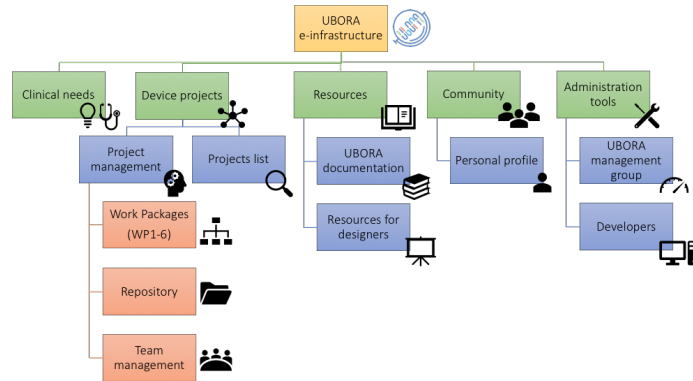 UBORA
e-infrastructure
Clinical needs
Device projects
Resources
Community
Administration
tools
Project
management
Projects list
UBORA
documentation
Personal profile
UBORA
management
group
Work Packages
(WP1-6)
Resources for
designers
Developers
Repository
Team
management